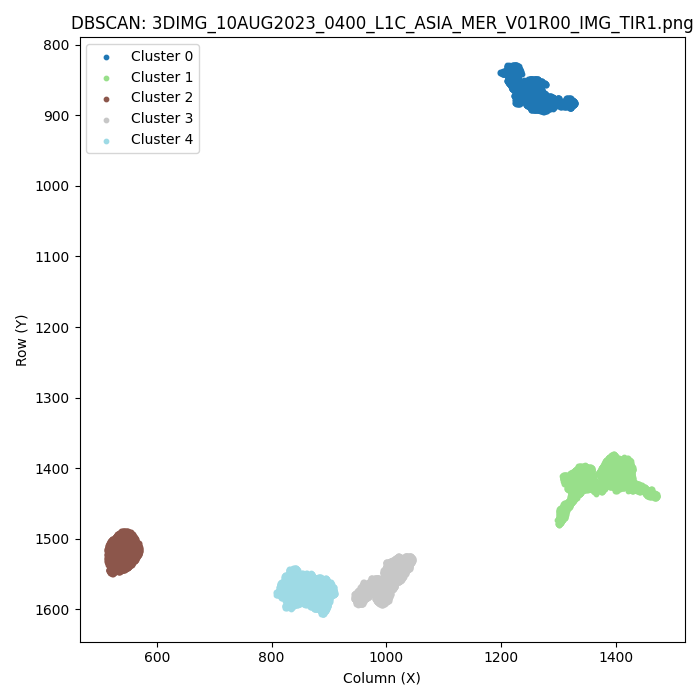 DBSCAN: 3DIMG_10AUG2023_0400_L1C_ASIA_MER_V01R00_IMG_TIR1.png
Cluster 0
Cluster 1
Cluster 2
Cluster 3
Cluster 4
800
900
1000
1100
1200
1300
1400
1500
1600
Row (Y)
600 800 1000 1200 1400
Column (X)